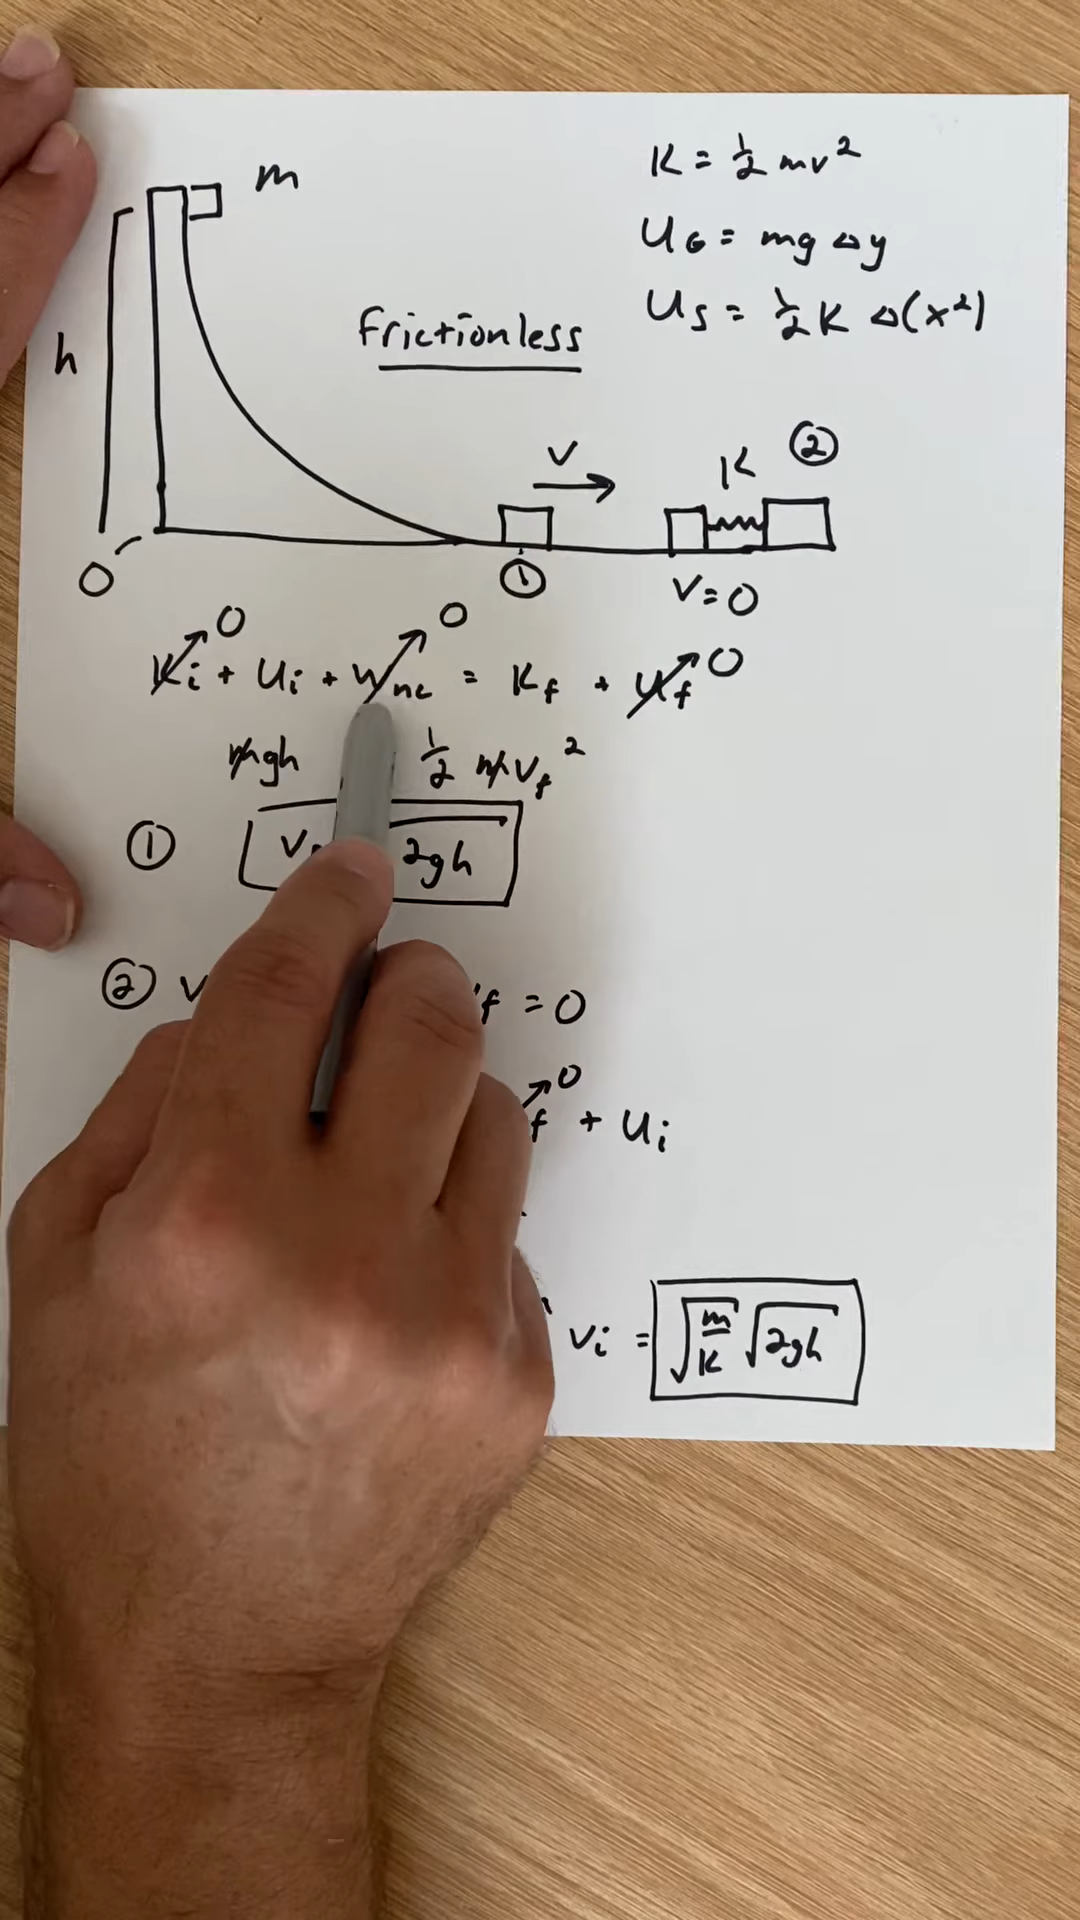 m
K = ½ mv²
U_G = mg Δy
U_S = ½ K Δ(x²)
h
frictionless
V
K
②
0
①
V = 0
0
0
K_i + U_i + W_nc = K_f + U_f
0
mgh ½ mv_f²
① V 2gh
② V f = 0
0
f + U_i
v_i = √(m/K) √(2gh)